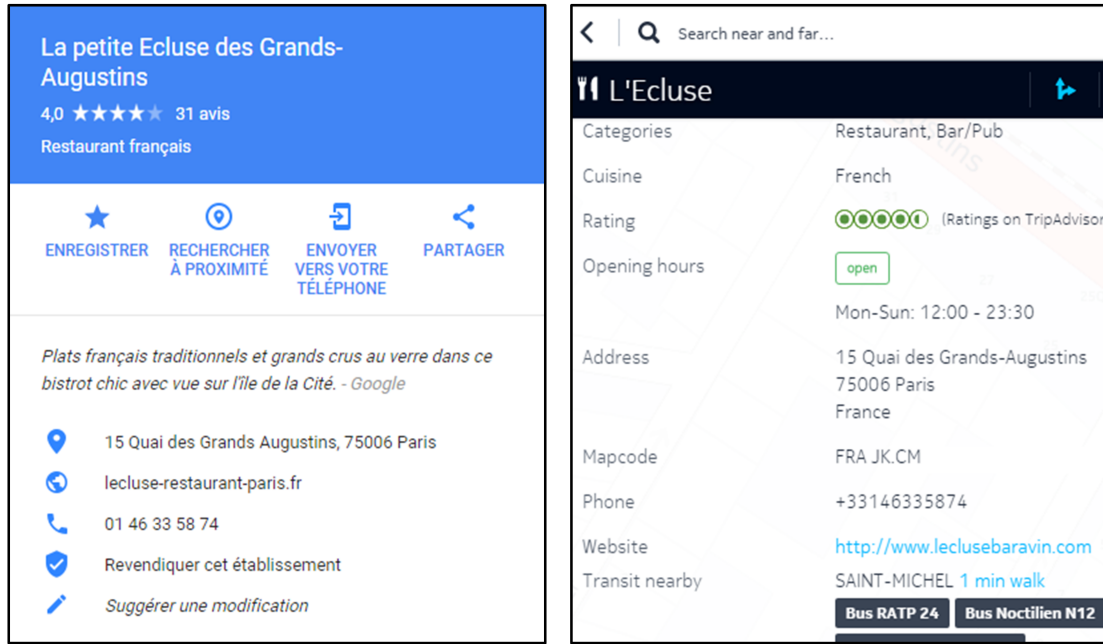 La petite Ecluse des Grands-
Augustins
4,0 ★★★★★ 31 avis
Restaurant français
ENREGISTRER
RECHERCHER
À PROXIMITÉ
ENVOYER
VERS VOTRE
TÉLÉPHONE
PARTAGER
Plats français traditionnels et grands crus au verre dans ce
bistrot chic avec vue sur l'île de la Cité. - Google
15 Quai des Grands Augustins, 75006 Paris
lecluse-restaurant-paris.fr
01 46 33 58 74
Revendiquer cet établissement
Suggérer une modification
Search near and far...
L'Ecluse
Categories Restaurant, Bar/Pub
Cuisine French
Rating (Ratings on TripAdvisor
Opening hours open
Mon-Sun: 12:00 - 23:30
Address 15 Quai des Grands-Augustins
75006 Paris
France
Mapcode FRA JK.CM
Phone +33146335874
Website http://www.leclusebaravin.com
Transit nearby SAINT-MICHEL 1 min walk
Bus RATP 24 Bus Noctilien N12